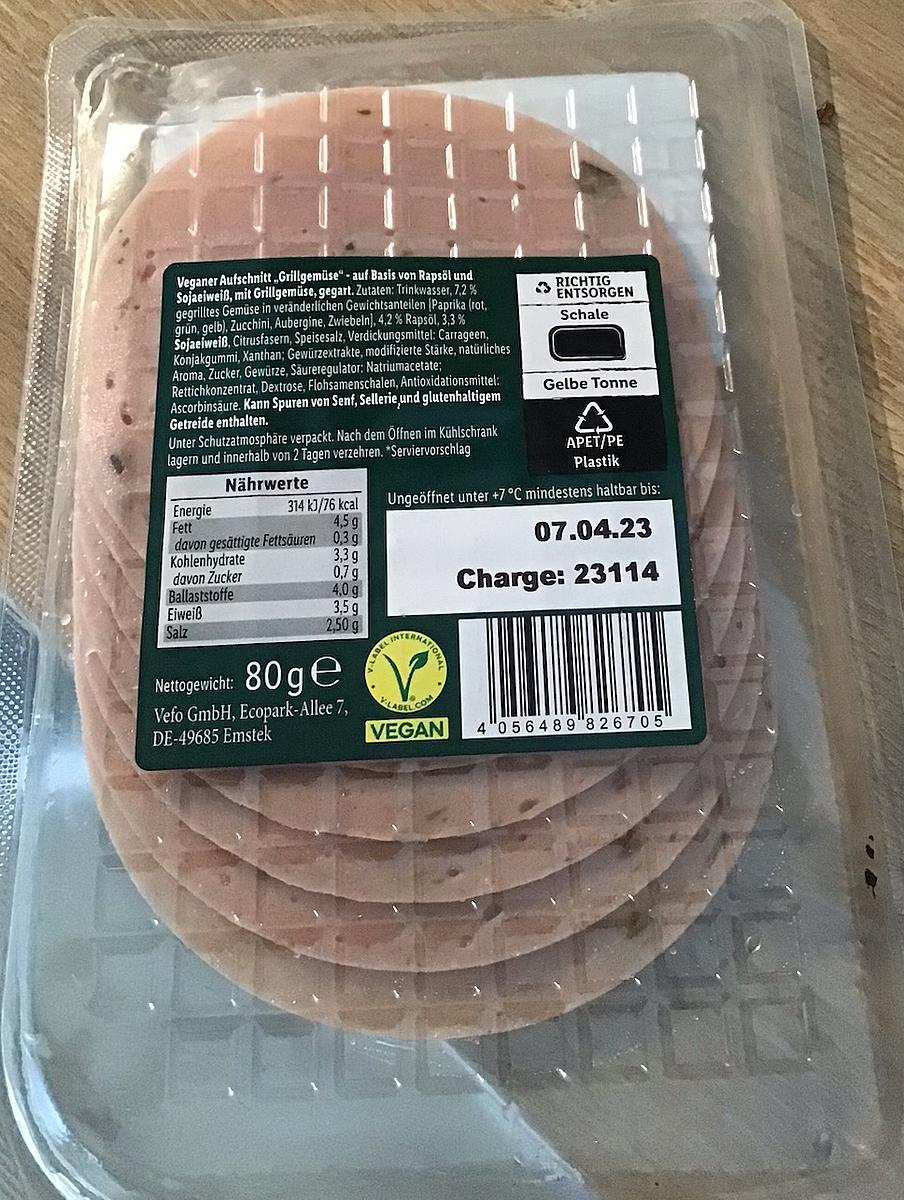 Veganer Aufschnitt „Grillgemüse“ - auf Basis von Rapsöl und
Sojaeiweiß, mit Grillgemüse, gegart. Zutaten: Trinkwasser, 7,2 %
gegrilltes Gemüse in veränderlichen Gewichtsanteilen [Paprika (rot,
grün, gelb), Zucchini, Aubergine, Zwiebeln], 4,2 % Rapsöl, 3,3 %
Sojaeiweiß, Citrusfasern, Speisesalz, Verdickungsmittel: Carrageen,
Konjakgummi, Xanthan; Gewürzextrakte, modifizierte Stärke, natürliches
Aroma, Zucker, Gewürze, Säureregulator: Natriumacetate;
Rettichkonzentrat, Dextrose, Flohsamenschalen, Antioxidationsmittel:
Ascorbinsäure. Kann Spuren von Senf, Sellerie und glutenhaltigem
Getreide enthalten.
Unter Schutzatmosphäre verpackt. Nach dem Öffnen im Kühlschrank
lagern und innerhalb von 2 Tagen verzehren. *Serviervorschlag
RICHTIG
ENTSORGEN
Schale
Gelbe Tonne
APET/PE
Plastik
Nährwerte
Energie 314 kJ/76 kcal
Fett 4,5 g
davon gesättigte Fettsäuren 0,3 g
Kohlenhydrate 3,3 g
davon Zucker 0,7 g
Ballaststoffe 4,0 g
Eiweiß 3,5 g
Salz 2,50 g
Ungeöffnet unter +7 °C mindestens haltbar bis:
07.04.23
Charge: 23114
Nettogewicht: 80 g e
Vefo GmbH, Ecopark-Allee 7,
DE-49685 Emstek
V-LABEL INTERNATIONAL
V-LABEL.COM
VEGAN
4 056489 826705